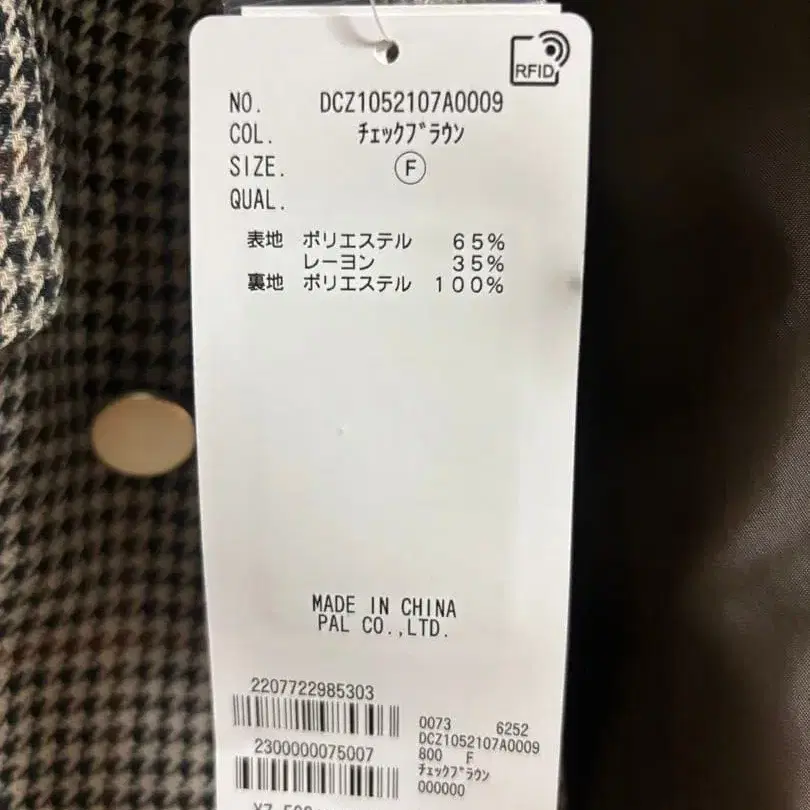 RFID
NO. DCZ1052107A0009
COL. ﾁｪｯｸﾌﾞﾗｳﾝ
SIZE. Ⓕ
QUAL.
表地 ポリエステル 65%
レーヨン 35%
裏地 ポリエステル 100%
MADE IN CHINA
PAL CO.,LTD.
2207722985303
2300000075007
0073 6252
DCZ1052107A0009
800 F
ﾁｪｯｸﾌﾞﾗｳﾝ
000000